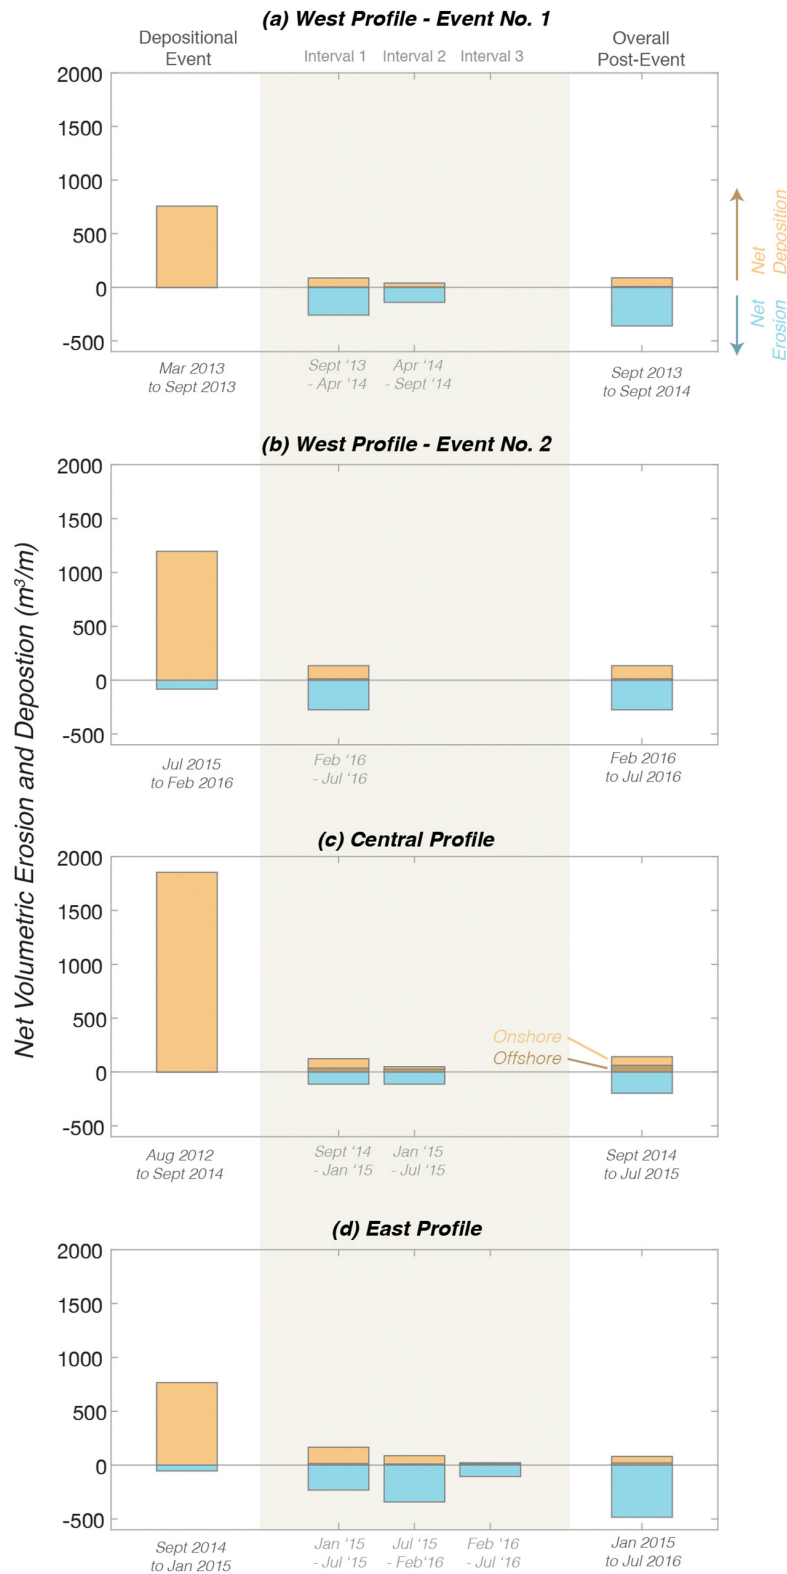 (a) West Profile - Event No. 1
Depositional
Event
Interval 1
Interval 2
Interval 3
Overall
Post-Event
2000
1500
1000
500
0
-500
Net
Deposition
Net
Erosion
Mar 2013
to Sept 2013
Sept ‘13
- Apr ‘14
Apr ‘14
- Sept ‘14
Sept 2013
to Sept 2014
(b) West Profile - Event No. 2
2000
1500
1000
500
0
-500
Jul 2015
to Feb 2016
Feb ‘16
- Jul ‘16
Feb 2016
to Jul 2016
Net Volumetric Erosion and Depostion (m³/m)
(c) Central Profile
2000
1500
1000
500
0
-500
Onshore
Offshore
Aug 2012
to Sept 2014
Sept ‘14
- Jan ‘15
Jan ‘15
- Jul ‘15
Sept 2014
to Jul 2015
(d) East Profile
2000
1500
1000
500
0
-500
Sept 2014
to Jan 2015
Jan ‘15
- Jul ‘15
Jul ‘15
- Feb‘16
Feb ‘16
- Jul ‘16
Jan 2015
to Jul 2016